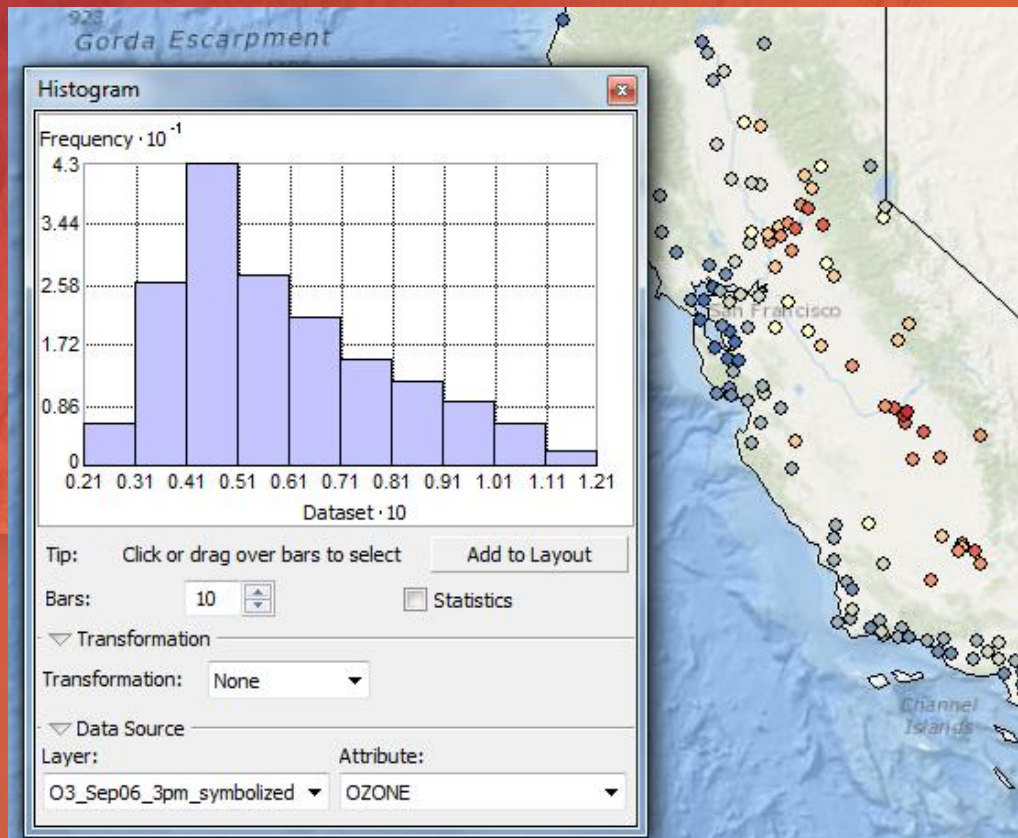 923
Gorda Escarpment
Histogram
Frequency · 10 -1
4.3
3.44
2.58
1.72
0.86
0
0.21 0.31 0.41 0.51 0.61 0.71 0.81 0.91 1.01 1.11 1.21
Dataset · 10
Tip: Click or drag over bars to select Add to Layout
Bars: 10 Statistics
Transformation
Transformation: None
Data Source
Layer: Attribute:
O3_Sep06_3pm_symbolized OZONE
San Francisco
Channel
Islands